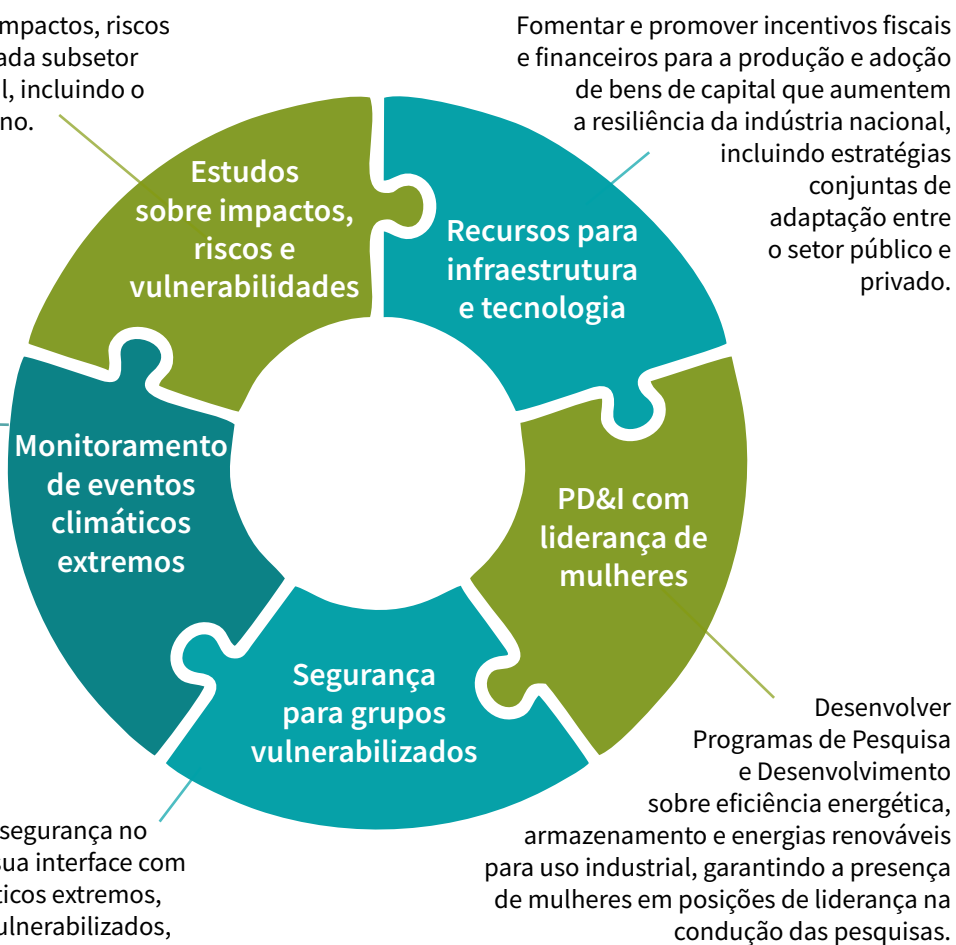 mpactos, riscos
ada subsetor
l, incluindo o
no.
Fomentar e promover incentivos fiscais
e financeiros para a produção e adoção
de bens de capital que aumentem
a resiliência da indústria nacional,
incluindo estratégias
conjuntas de
adaptação entre
o setor público e
privado.
Estudos
sobre impactos,
riscos e
vulnerabilidades
Recursos para
infraestrutura
e tecnologia
Monitoramento
de eventos
climáticos
extremos
PD&I com
liderança de
mulheres
Segurança
para grupos
vulnerabilizados
segurança no
sua interface com
ticos extremos,
ulnerabilizados,
Desenvolver
Programas de Pesquisa
e Desenvolvimento
sobre eficiência energética,
armazenamento e energias renováveis
para uso industrial, garantindo a presença
de mulheres em posições de liderança na
condução das pesquisas.